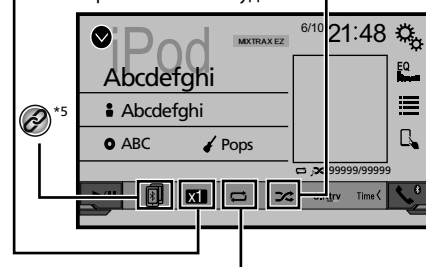 6/10 21:48
iPod
MIXTRAX EZ
Abcdefghi
EQ
*5
Abcdefghi
ABC Pops
99999/99999
x1
Time